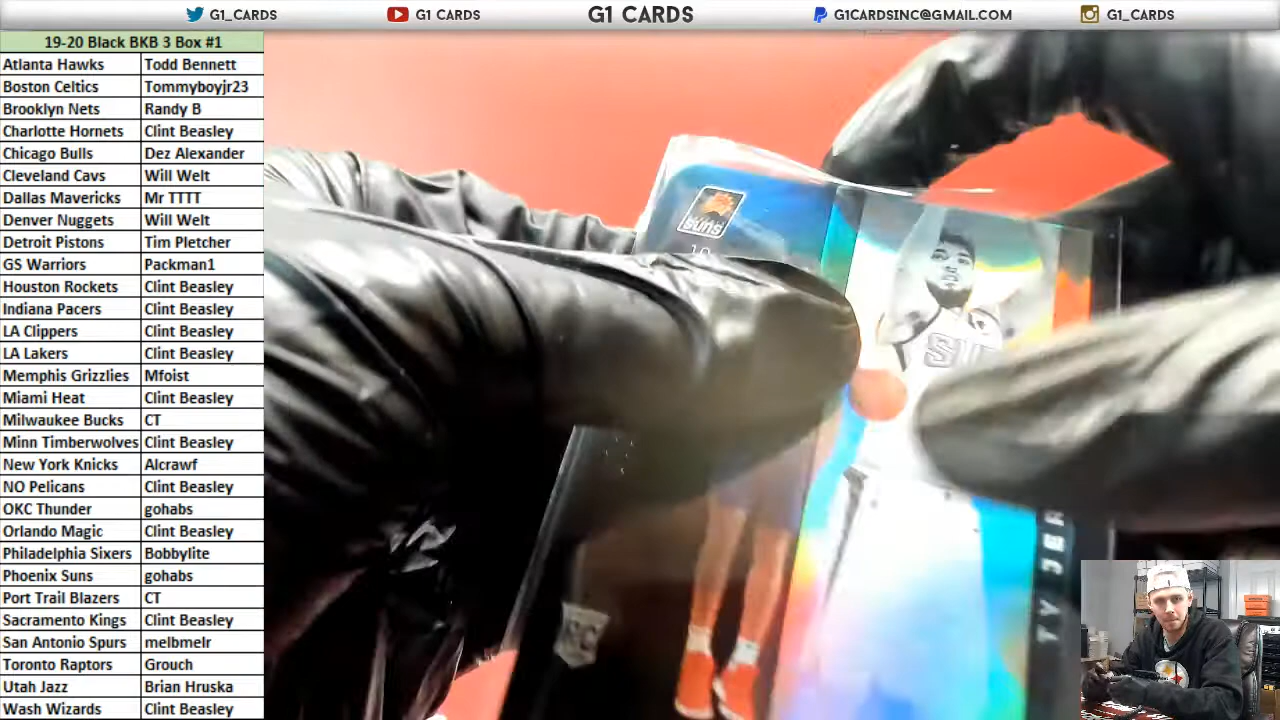 G1_CARDS
G1 CARDS
G1 CARDS
G1CARDSINC@GMAIL.COM
G1_CARDS
19-20 Black BKB 3 Box #1
Atlanta Hawks Todd Bennett
Boston Celtics Tommyboyjr23
Brooklyn Nets Randy B
Charlotte Hornets Clint Beasley
Chicago Bulls Dez Alexander
Cleveland Cavs Will Welt
Dallas Mavericks Mr TTTT
Denver Nuggets Will Welt
Detroit Pistons Tim Pletcher
GS Warriors Packman1
Houston Rockets Clint Beasley
Indiana Pacers Clint Beasley
LA Clippers Clint Beasley
LA Lakers Clint Beasley
Memphis Grizzlies Mfoist
Miami Heat Clint Beasley
Milwaukee Bucks CT
Minn Timberwolves Clint Beasley
New York Knicks Alcrawf
NO Pelicans Clint Beasley
OKC Thunder gohabs
Orlando Magic Clint Beasley
Philadelphia Sixers Bobbylite
Phoenix Suns gohabs
Port Trail Blazers CT
Sacramento Kings Clint Beasley
San Antonio Spurs melbmelr
Toronto Raptors Grouch
Utah Jazz Brian Hruska
Wash Wizards Clint Beasley
SUNS